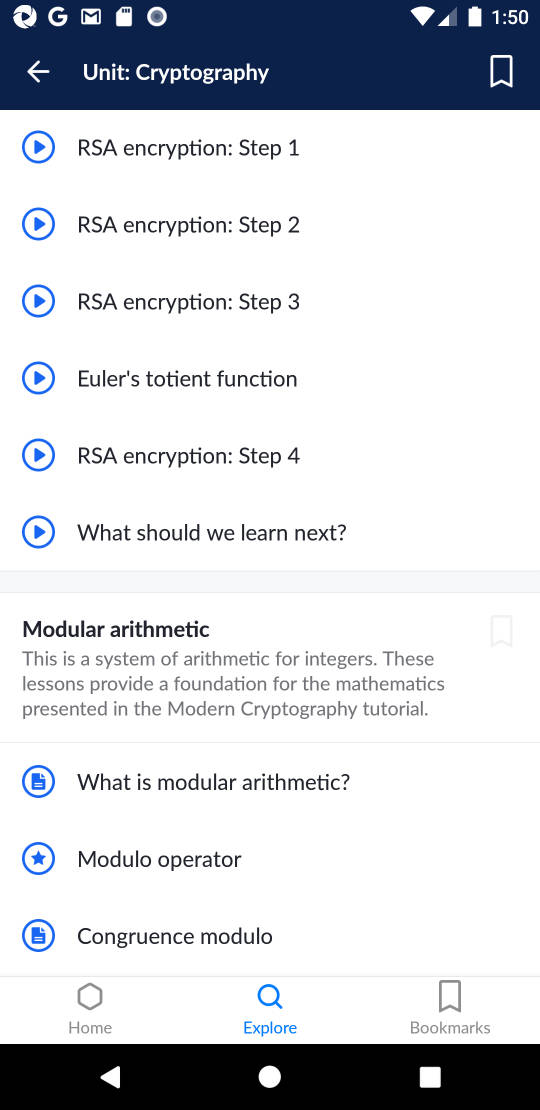 1:50
Unit: Cryptography
RSA encryption: Step 1
RSA encryption: Step 2
RSA encryption: Step 3
Euler's totient function
RSA encryption: Step 4
What should we learn next?
Modular arithmetic
This is a system of arithmetic for integers. These
lessons provide a foundation for the mathematics
presented in the Modern Cryptography tutorial.
What is modular arithmetic?
Modulo operator
Congruence modulo
Home Explore Bookmarks